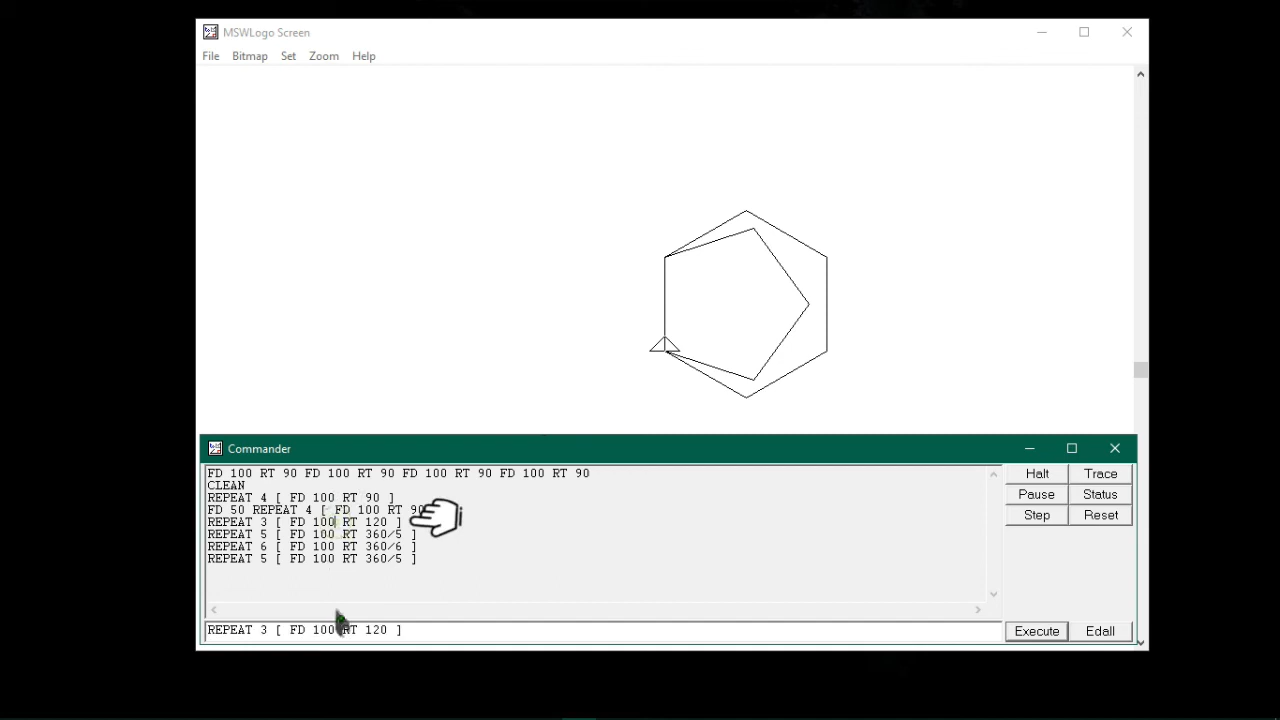 MSWLogo Screen
File Bitmap Set Zoom Help
Commander
FD 100 RT 90 FD 100 RT 90 FD 100 RT 90 FD 100 RT 90
CLEAN
REPEAT 4 [ FD 100 RT 90 ]
FD 50 REPEAT 4 [ FD 100 RT 90
REPEAT 3 [ FD 100 RT 120 ]
REPEAT 5 [ FD 100 RT 360/5 ]
REPEAT 6 [ FD 100 RT 360/6 ]
REPEAT 5 [ FD 100 RT 360/5 ]
Halt Trace
Pause Status
Step Reset
REPEAT 3 [ FD 100 RT 120 ]
Execute Edall